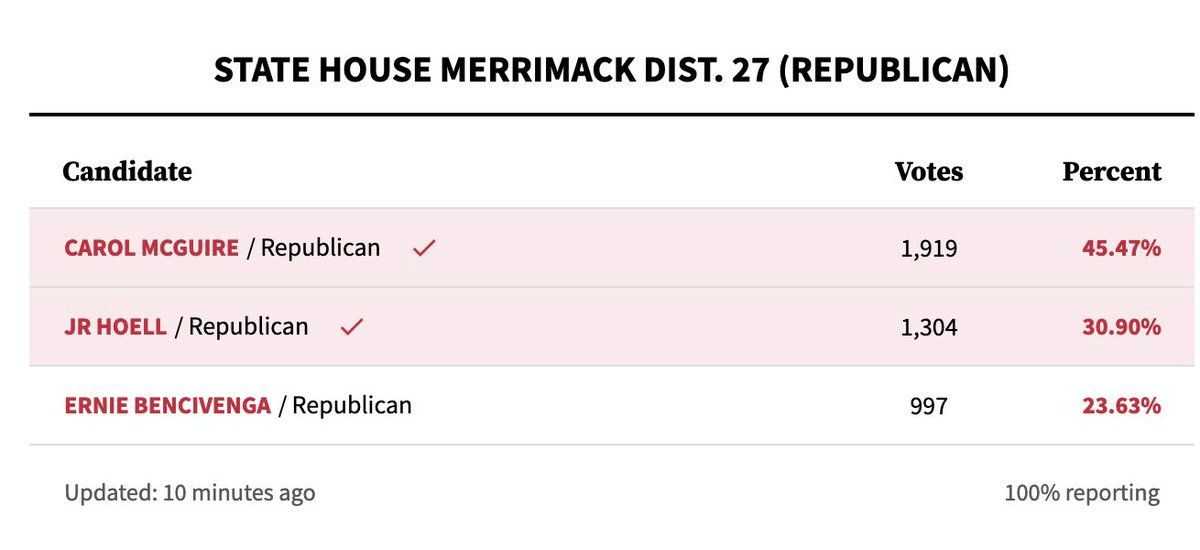 STATE HOUSE MERRIMACK DIST. 27 (REPUBLICAN)
Candidate Votes Percent
CAROL MCGUIRE / Republican ✓ 1,919 45.47%
JR HOELL / Republican ✓ 1,304 30.90%
ERNIE BENCIVENGA / Republican 997 23.63%
Updated: 10 minutes ago 100% reporting